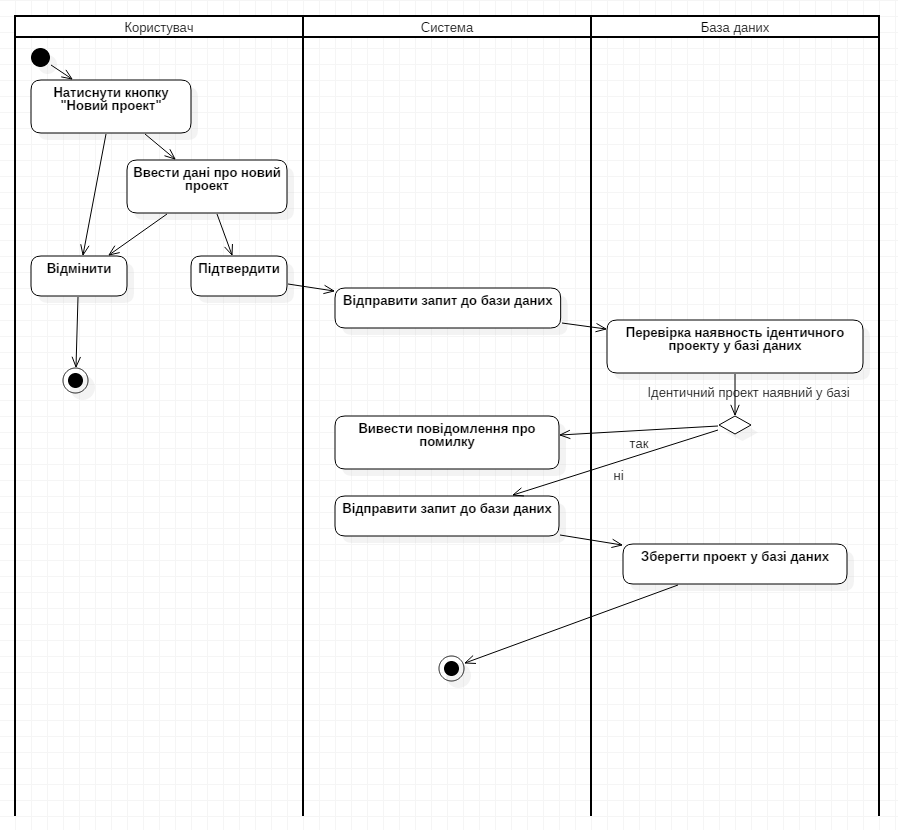 Користувач
Система
База даних
Натиснути кнопку
"Новий проект"
Ввести дані про новий
проект
Відмінити
Підтвердити
Відправити запит до бази даних
Перевірка наявность ідентичного
проекту у базі даних
Ідентичний проект наявний у базі
Вивести повідомлення про
помилку
так
ні
Відправити запит до бази даних
Зберегти проект у базі даних